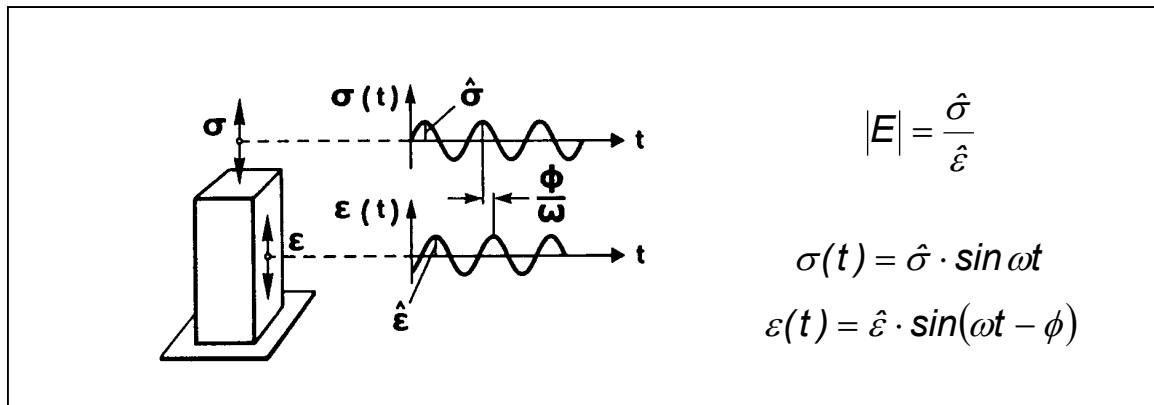 σ(t) σ̂
σ t
ϕ/ω
ε(t)
ε t
ε̂
|E| = σ̂/ε̂
σ(t) = σ̂ · sin ωt
ε(t) = ε̂ · sin(ωt − ϕ)